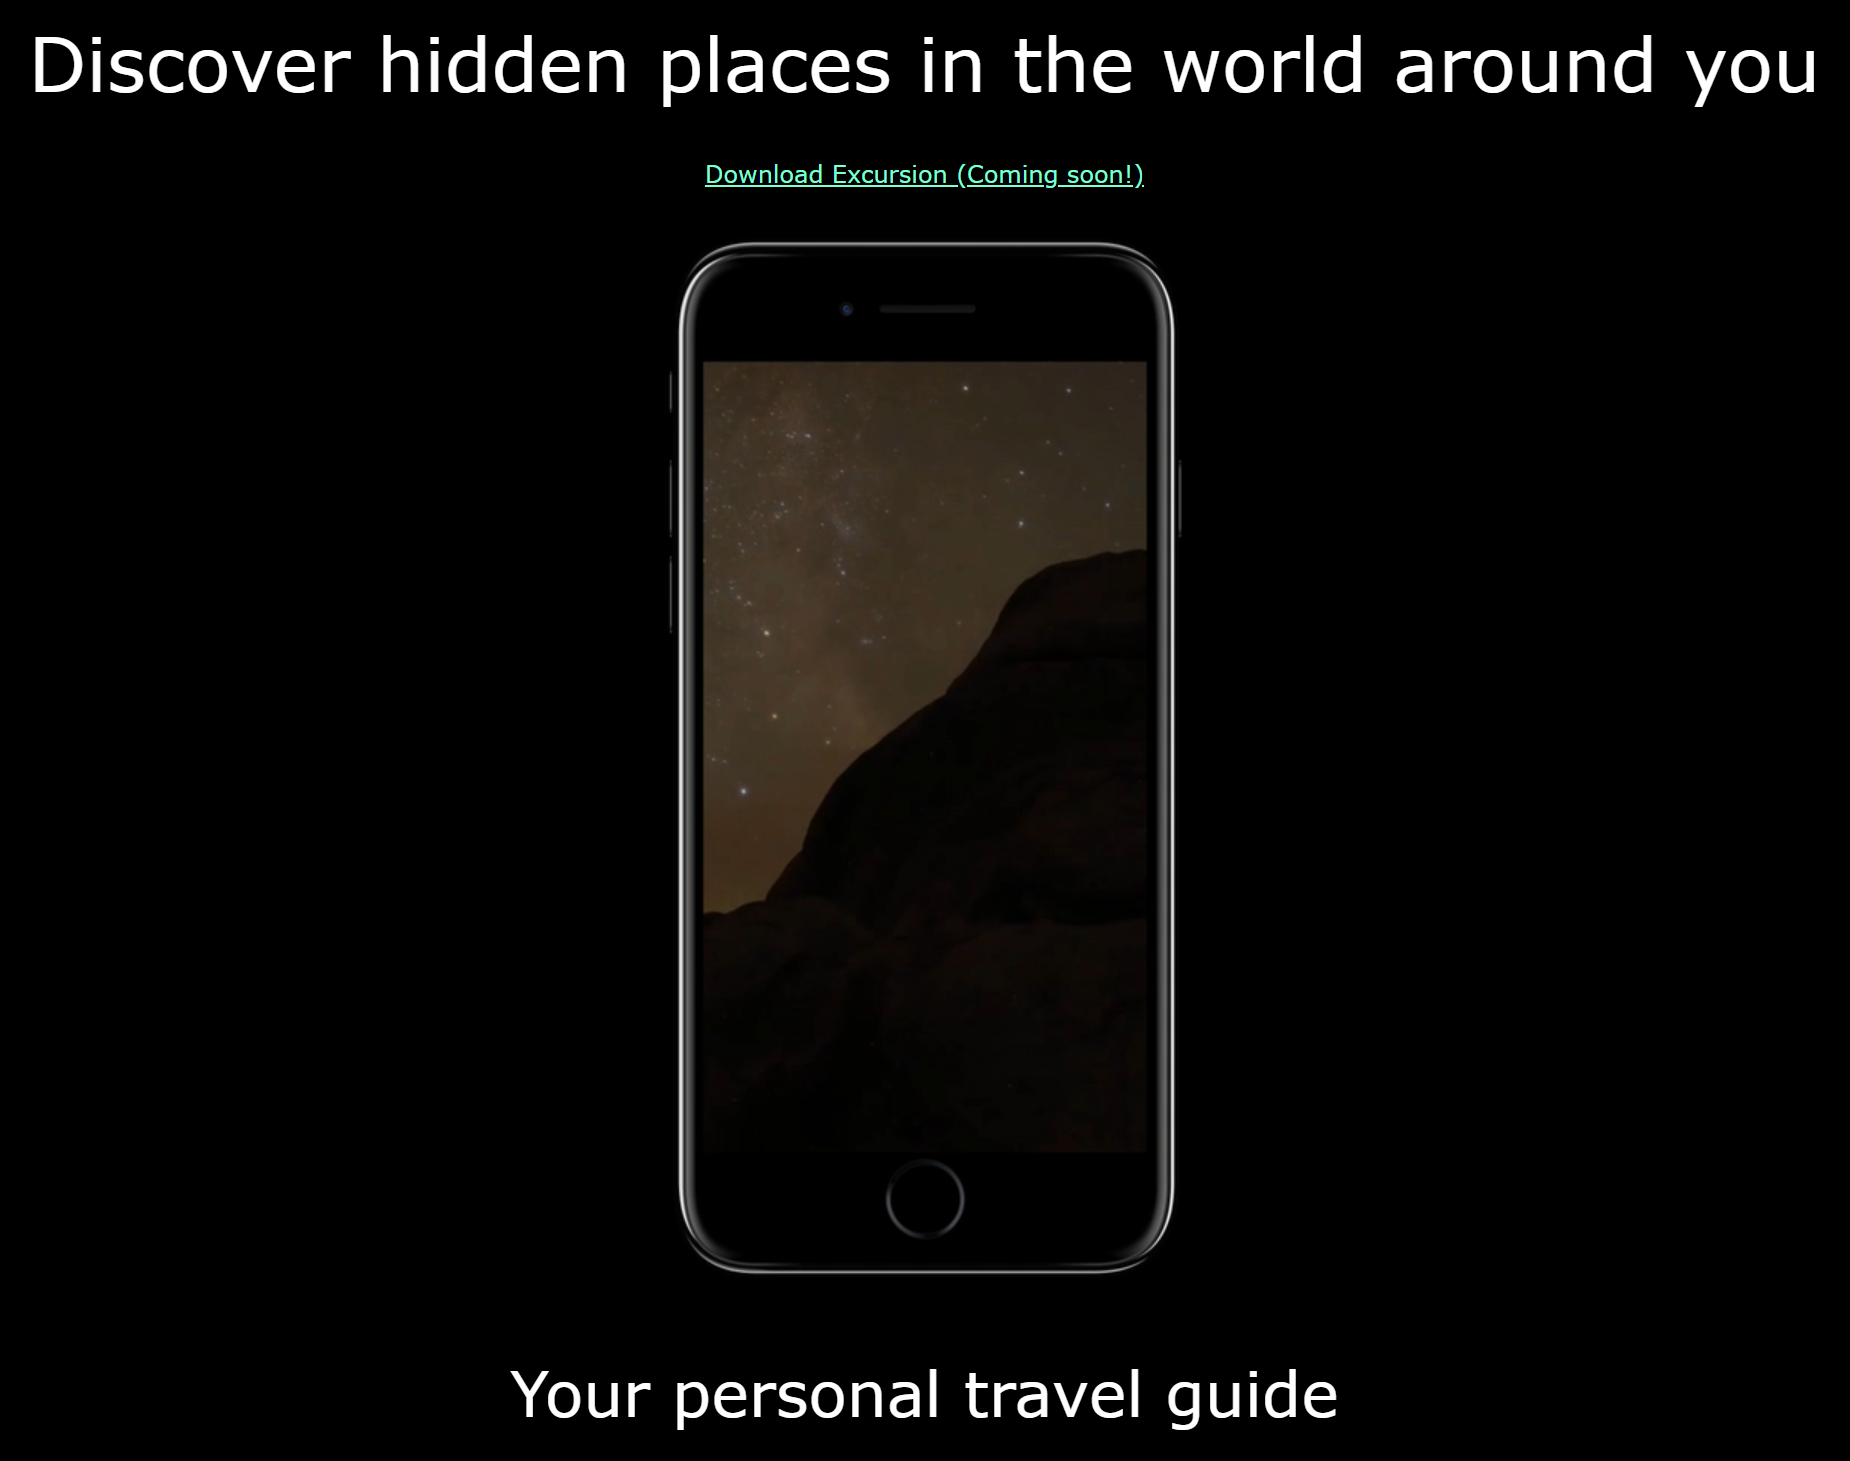 Discover hidden places in the world around you
Download Excursion (Coming soon!)
Your personal travel guide